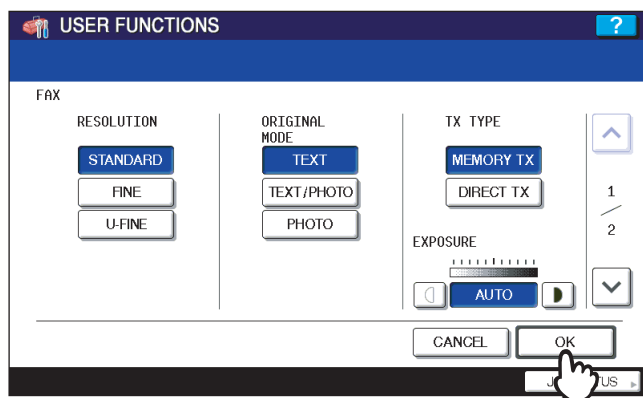 USER FUNCTIONS
?
FAX
RESOLUTION
STANDARD
FINE
U-FINE
ORIGINAL
MODE
TEXT
TEXT/PHOTO
PHOTO
TX TYPE
MEMORY TX
DIRECT TX
EXPOSURE
AUTO
1
/
2
CANCEL
OK